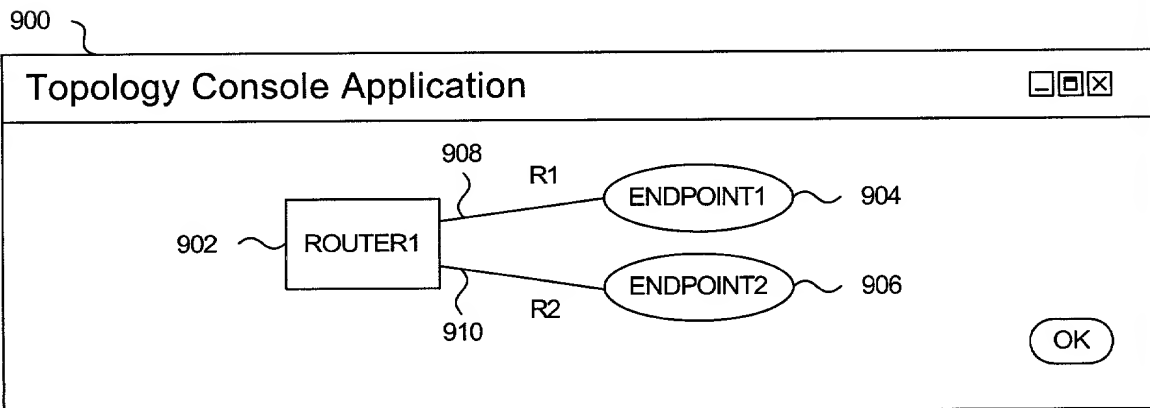 900
Topology Console Application
908
R1
ENDPOINT1
904
902
ROUTER1
ENDPOINT2
906
910
R2
OK